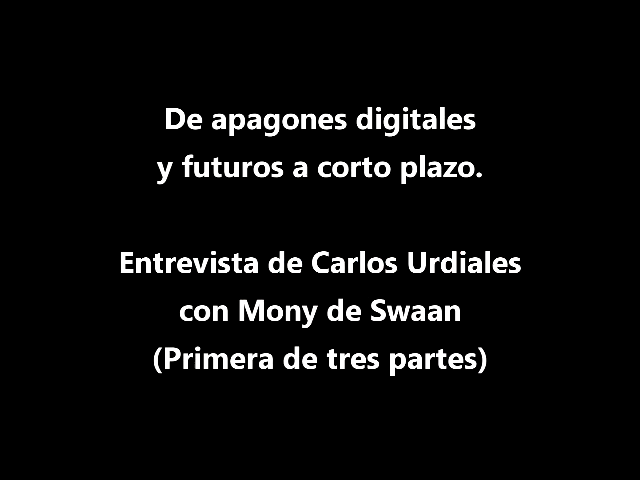 De apagones digitales
y futuros a corto plazo.
Entrevista de Carlos Urdiales
con Mony de Swaan
(Primera de tres partes)